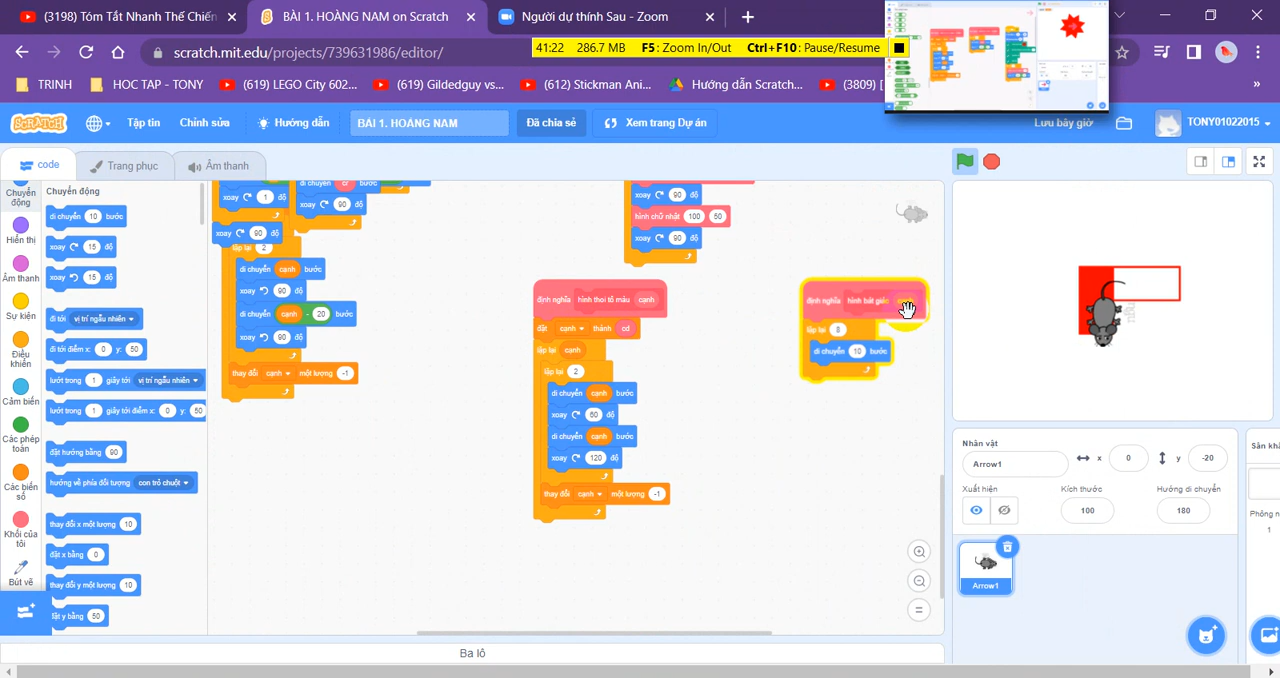 (3198) Tóm Tắt Nhanh Thế Chiến
BÀI 1. HOÀNG NAM on Scratch
Người dự thính Sau - Zoom
scratch.mit.edu/projects/739631986/editor/
41:22 286.7 MB F5: Zoom In/Out Ctrl+F10: Pause/Resume
TRINH
HOC TAP - TONY
(619) LEGO City 602...
(619) Gildedguy vs...
(612) Stickman Ani...
Hướng dẫn Scratch...
(3809)
SCRATCH
Tập tin
Chỉnh sửa
Hướng dẫn
BÀI 1. HOÀNG NAM
Đã chia sẻ
Xem trang Dự án
Lưu bây giờ
TONY01022015
code
Trang phục
Âm thanh
Chuyển động
Hiển thị
Âm thanh
Sự kiện
Điều khiển
Cảm biến
Các phép toán
Các biến số
Khối của tôi
Bút vẽ
Chuyển động
di chuyển 10 bước
xoay 15 độ
xoay 15 độ
đi tới vị trí ngẫu nhiên
đi tới điểm x: 0 y: 50
lướt trong 1 giây tới vị trí ngẫu nhiên
lướt trong 1 giây tới điểm x: 0 y: 50
đặt hướng bằng 90
hướng về phía đối tượng con trỏ chuột
thay đổi x một lượng 10
đặt x bằng 0
thay đổi y một lượng 10
đặt y bằng 50
xoay 1 độ
xoay 90 độ
di chuyển cr bước
xoay 90 độ
lặp lại 2
di chuyển cạnh bước
xoay 90 độ
di chuyển cạnh - 20 bước
xoay 90 độ
thay đổi cạnh một lượng -1
xoay 90 độ
hình chữ nhật 100 50
xoay 90 độ
định nghĩa hình thoi tô màu cạnh
đặt cạnh thành cd
lặp lại cạnh
lặp lại 2
di chuyển cạnh bước
xoay 60 độ
di chuyển cạnh bước
xoay 120 độ
thay đổi cạnh một lượng -1
định nghĩa hình bát giác
lặp lại 8
di chuyển 10 bước
Ba lô
Nhân vật
Arrow1
x 0
y -20
Xuất hiện
Kích thước
100
Hướng di chuyển
180
Arrow1
Sân khấ
Phông n
1